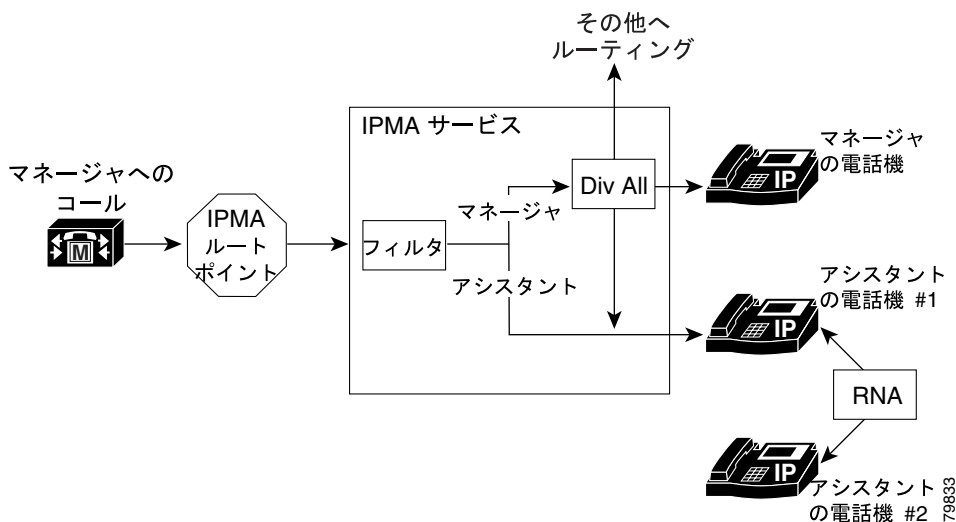 その他へ
ルーティング
IPMA サービス
マネージャへの
コール
M
IPMA
ルート
ポイント
フィルタ
マネージャ
アシスタント
Div All
IP
マネージャ
の電話機
IP
アシスタント
の電話機 #1
RNA
IP
アシスタント
の電話機 #2
79833